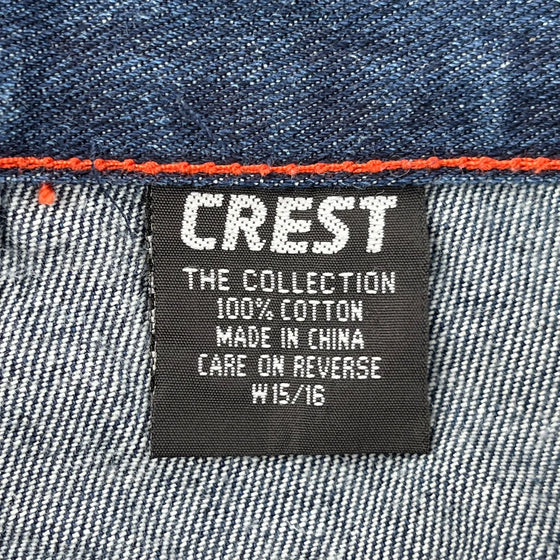 CREST
THE COLLECTION
100% COTTON
MADE IN CHINA
CARE ON REVERSE
W15/16